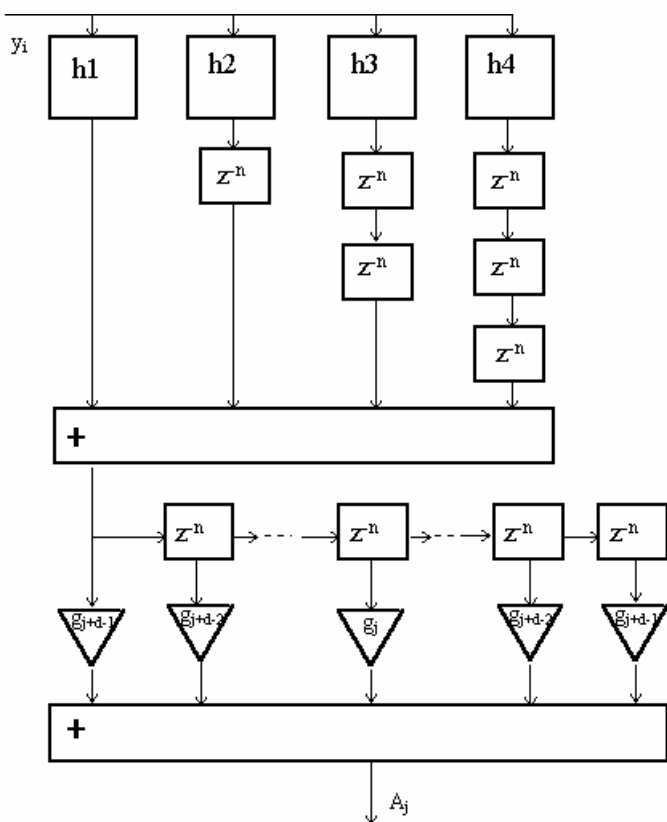 yi
h1 h2 h3 h4
z-n z-n z-n
z-n z-n
z-n
+
z-n z-n z-n z-n
gj+d-1 gj+d-2 gj gj+d-2 gj+d-1
+
Aj